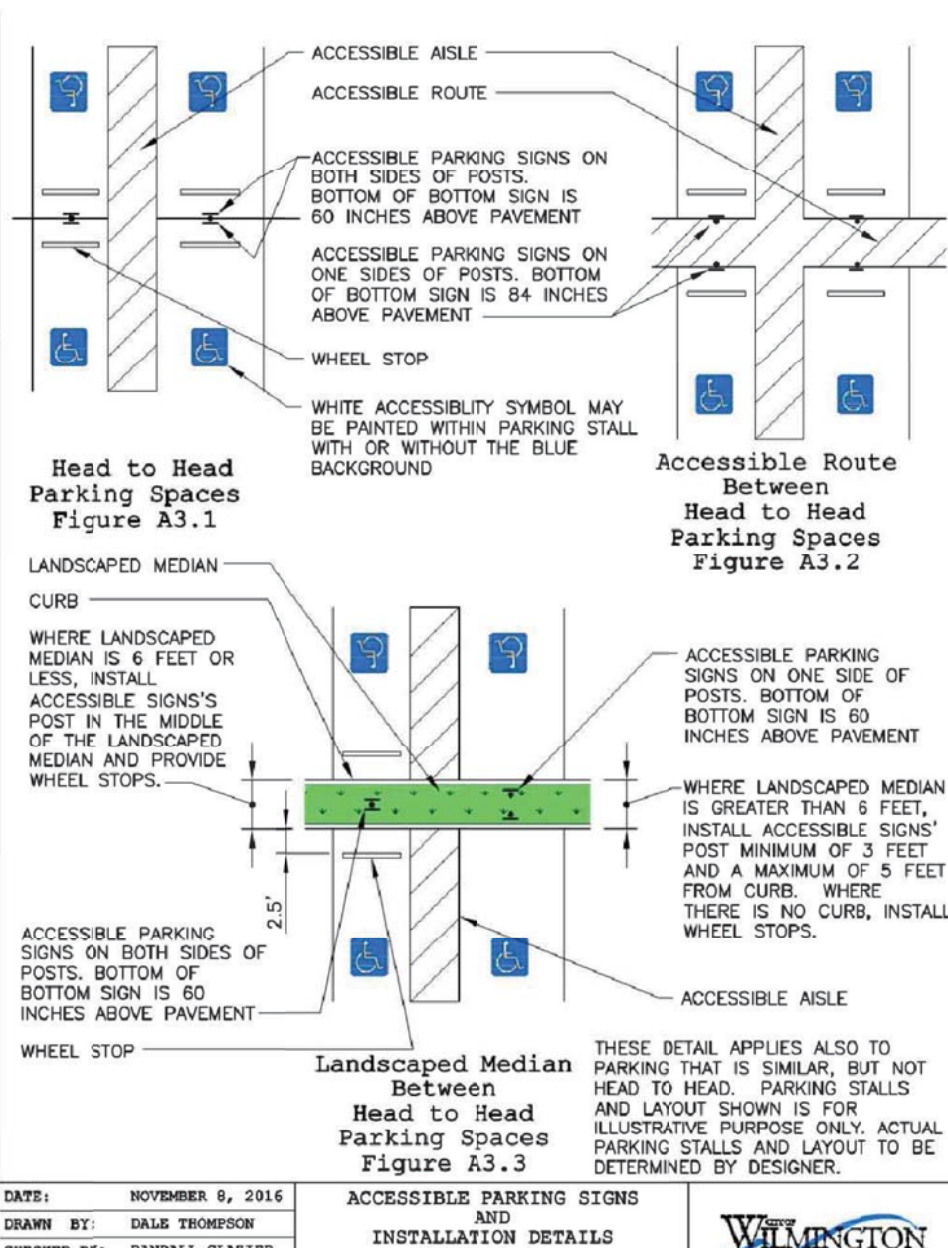 ACCESSIBLE AISLE
ACCESSIBLE ROUTE
ACCESSIBLE PARKING SIGNS ON
BOTH SIDES OF POSTS.
BOTTOM OF BOTTOM SIGN IS
60 INCHES ABOVE PAVEMENT
ACCESSIBLE PARKING SIGNS ON
ONE SIDES OF POSTS. BOTTOM
OF BOTTOM SIGN IS 84 INCHES
ABOVE PAVEMENT
WHEEL STOP
WHITE ACCESSIBLITY SYMBOL MAY
BE PAINTED WITHIN PARKING STALL
WITH OR WITHOUT THE BLUE
BACKGROUND
Head to Head
Parking Spaces
Figure A3.1
Accessible Route
Between
Head to Head
Parking Spaces
Figure A3.2
LANDSCAPED MEDIAN
CURB
WHERE LANDSCAPED
MEDIAN IS 6 FEET OR
LESS, INSTALL
ACCESSIBLE SIGNS'S
POST IN THE MIDDLE
OF THE LANDSCAPED
MEDIAN AND PROVIDE
WHEEL STOPS.
ACCESSIBLE PARKING
SIGNS ON ONE SIDE OF
POSTS. BOTTOM OF
BOTTOM SIGN IS 60
INCHES ABOVE PAVEMENT
WHERE LANDSCAPED MEDIAN
IS GREATER THAN 6 FEET,
INSTALL ACCESSIBLE SIGNS'
POST MINIMUM OF 3 FEET
AND A MAXIMUM OF 5 FEET
FROM CURB. WHERE
THERE IS NO CURB, INSTALL
WHEEL STOPS.
2.5'
ACCESSIBLE PARKING
SIGNS ON BOTH SIDES OF
POSTS. BOTTOM OF
BOTTOM SIGN IS 60
INCHES ABOVE PAVEMENT
WHEEL STOP
ACCESSIBLE AISLE
Landscaped Median
Between
Head to Head
Parking Spaces
Figure A3.3
THESE DETAIL APPLIES ALSO TO
PARKING THAT IS SIMILAR, BUT NOT
HEAD TO HEAD. PARKING STALLS
AND LAYOUT SHOWN IS FOR
ILLUSTRATIVE PURPOSE ONLY. ACTUAL
PARKING STALLS AND LAYOUT TO BE
DETERMINED BY DESIGNER.
DATE: NOVEMBER 8, 2016
DRAWN BY: DALE THOMPSON
ACCESSIBLE PARKING SIGNS
AND
INSTALLATION DETAILS
CITY OF
WILMINGTON